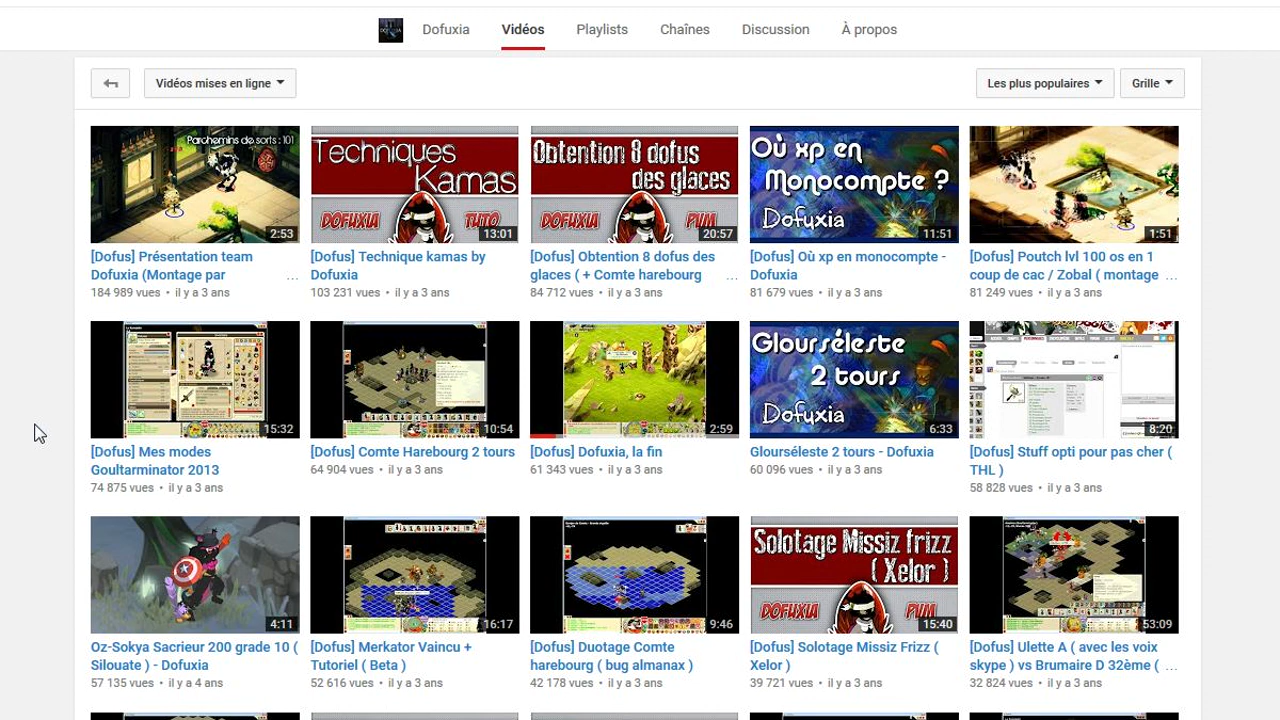 Dofuxia Vidéos Playlists Chaînes Discussion À propos
Vidéos mises en ligne Les plus populaires Grille
Parchemins de sorts : 101
2:53
Techniques
Kamas
DOFUXIA TUTO
13:01
Obtention 8 dofus
des glaces
DOFUXIA PVM
20:57
Où xp en
Monocompte ?
Dofuxia
11:51
1:51
[Dofus] Présentation team
Dofuxia (Montage par ...
184 989 vues • il y a 3 ans
[Dofus] Technique kamas by
Dofuxia
103 231 vues • il y a 3 ans
[Dofus] Obtention 8 dofus des
glaces ( + Comte harebourg ...
84 712 vues • il y a 3 ans
[Dofus] Où xp en monocompte -
Dofuxia
81 679 vues • il y a 3 ans
[Dofus] Poutch lvl 100 os en 1
coup de cac / Zobal ( montage ...
81 249 vues • il y a 3 ans
15:32
10:54
2:59
Glourséleste
2 tours
Dofuxia
6:33
8:20
[Dofus] Mes modes
Goultarminator 2013
74 875 vues • il y a 3 ans
[Dofus] Comte Harebourg 2 tours
64 904 vues • il y a 3 ans
[Dofus] Dofuxia, la fin
61 343 vues • il y a 3 ans
Glourséleste 2 tours - Dofuxia
60 096 vues • il y a 3 ans
[Dofus] Stuff opti pour pas cher (
THL )
58 828 vues • il y a 3 ans
4:11
16:17
9:46
Solotage Missiz frizz
( Xelor )
DOFUXIA PVM
15:40
53:09
Oz-Sokya Sacrieur 200 grade 10 (
Silouate ) - Dofuxia
57 135 vues • il y a 4 ans
[Dofus] Merkator Vaincu +
Tutoriel ( Beta )
52 616 vues • il y a 3 ans
[Dofus] Duotage Comte
harebourg ( bug almanax )
42 178 vues • il y a 3 ans
[Dofus] Solotage Missiz Frizz (
Xelor )
39 721 vues • il y a 3 ans
[Dofus] Ulette A ( avec les voix
skype ) vs Brumaire D 32ème ( ...
32 824 vues • il y a 3 ans